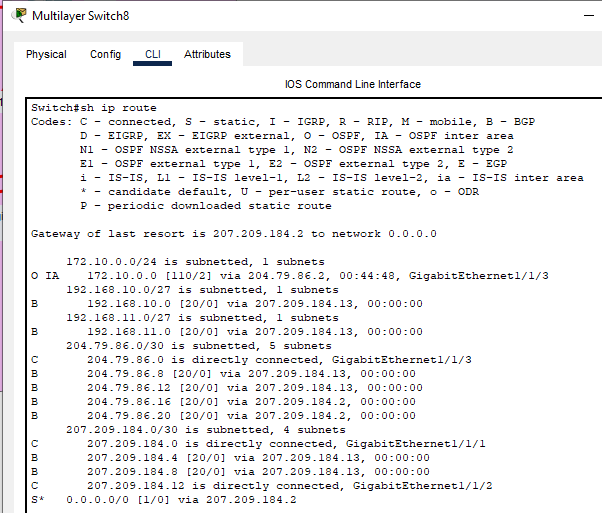 Multilayer Switch8
Physical Config CLI Attributes
IOS Command Line Interface
Switch#sh ip route
Codes: C - connected, S - static, I - IGRP, R - RIP, M - mobile, B - BGP
D - EIGRP, EX - EIGRP external, O - OSPF, IA - OSPF inter area
N1 - OSPF NSSA external type 1, N2 - OSPF NSSA external type 2
E1 - OSPF external type 1, E2 - OSPF external type 2, E - EGP
i - IS-IS, L1 - IS-IS level-1, L2 - IS-IS level-2, ia - IS-IS inter area
* - candidate default, U - per-user static route, o - ODR
P - periodic downloaded static route
Gateway of last resort is 207.209.184.2 to network 0.0.0.0
172.10.0.0/24 is subnetted, 1 subnets
O IA 172.10.0.0 [110/2] via 204.79.86.2, 00:44:48, GigabitEthernet1/1/3
192.168.10.0/27 is subnetted, 1 subnets
B 192.168.10.0 [20/0] via 207.209.184.13, 00:00:00
192.168.11.0/27 is subnetted, 1 subnets
B 192.168.11.0 [20/0] via 207.209.184.13, 00:00:00
204.79.86.0/30 is subnetted, 5 subnets
C 204.79.86.0 is directly connected, GigabitEthernet1/1/3
B 204.79.86.8 [20/0] via 207.209.184.13, 00:00:00
B 204.79.86.12 [20/0] via 207.209.184.13, 00:00:00
B 204.79.86.16 [20/0] via 207.209.184.2, 00:00:00
B 204.79.86.20 [20/0] via 207.209.184.2, 00:00:00
207.209.184.0/30 is subnetted, 4 subnets
C 207.209.184.0 is directly connected, GigabitEthernet1/1/1
B 207.209.184.4 [20/0] via 207.209.184.13, 00:00:00
B 207.209.184.8 [20/0] via 207.209.184.13, 00:00:00
C 207.209.184.12 is directly connected, GigabitEthernet1/1/2
S* 0.0.0.0/0 [1/0] via 207.209.184.2